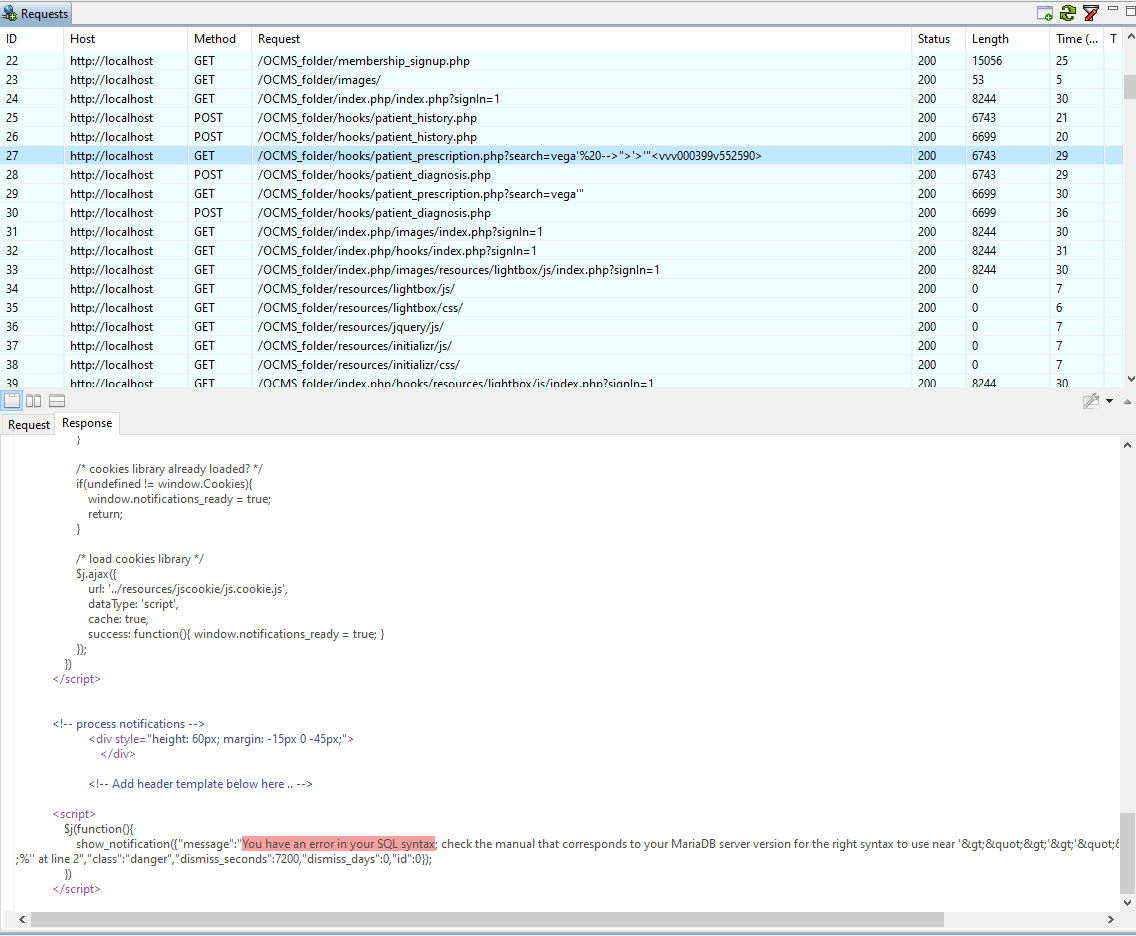 Requests
ID Host Method Request Status Length Time (... T
22 http://localhost GET /OCMS_folder/membership_signup.php 200 15056 25
23 http://localhost GET /OCMS_folder/images/ 200 53 5
24 http://localhost GET /OCMS_folder/index.php/index.php?signIn=1 200 8244 30
25 http://localhost POST /OCMS_folder/hooks/patient_history.php 200 6743 21
26 http://localhost POST /OCMS_folder/hooks/patient_history.php 200 6699 20
27 http://localhost GET /OCMS_folder/hooks/patient_prescription.php?search=vega'%20-->">'>'"<vvv000399v552590> 200 6743 29
28 http://localhost POST /OCMS_folder/hooks/patient_diagnosis.php 200 6743 29
29 http://localhost GET /OCMS_folder/hooks/patient_prescription.php?search=vega'" 200 6699 30
30 http://localhost POST /OCMS_folder/hooks/patient_diagnosis.php 200 6699 36
31 http://localhost GET /OCMS_folder/index.php/images/index.php?signIn=1 200 8244 30
32 http://localhost GET /OCMS_folder/index.php/hooks/index.php?signIn=1 200 8244 31
33 http://localhost GET /OCMS_folder/index.php/images/resources/lightbox/js/index.php?signIn=1 200 8244 30
34 http://localhost GET /OCMS_folder/resources/lightbox/js/ 200 0 7
35 http://localhost GET /OCMS_folder/resources/lightbox/css/ 200 0 6
36 http://localhost GET /OCMS_folder/resources/jquery/js/ 200 0 7
37 http://localhost GET /OCMS_folder/resources/initializr/js/ 200 0 7
38 http://localhost GET /OCMS_folder/resources/initializr/css/ 200 0 7
39 http://localhost GET /OCMS_folder/index.php/hooks/resources/lightbox/js/index.php?signIn=1 200 8244 30
Request Response
}
/* cookies library already loaded? */
if(undefined != window.Cookies){
window.notifications_ready = true;
return;
}
/* load cookies library */
$j.ajax({
url: '../resources/jscookie/js.cookie.js',
dataType: 'script',
cache: true,
success: function(){ window.notifications_ready = true; }
});
})
</script>
<!-- process notifications -->
<div style="height: 60px; margin: -15px 0 -45px;">
</div>
<!-- Add header template below here .. -->
<script>
$j(function(){
show_notification({"message":"You have an error in your SQL syntax; check the manual that corresponds to your MariaDB server version for the right syntax to use near '&gt;&quot;&gt;'&gt;'&quot;&
;%'' at line 2","class":"danger","dismiss_seconds":7200,"dismiss_days":0,"id":0});
})
</script>